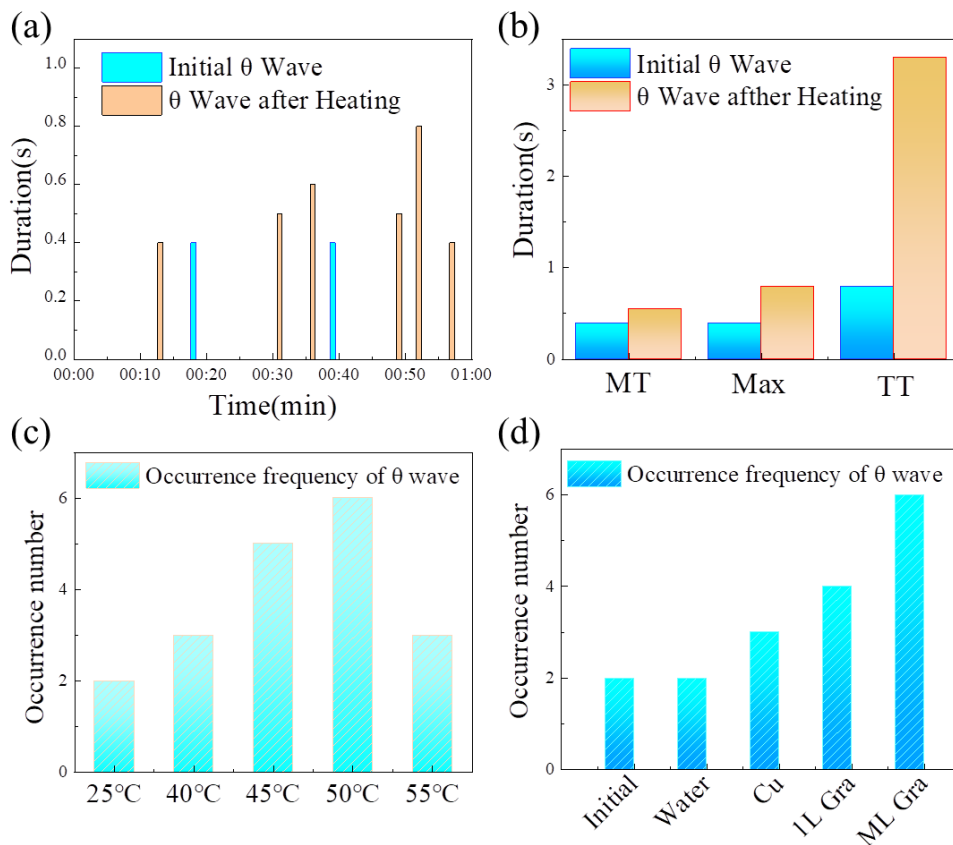 (a)
Initial θ Wave
θ Wave after Heating
Duration(s)
1.0
0.8
0.6
0.4
0.2
0.0
00:00 00:10 00:20 00:30 00:40 00:50 01:00
Time(min)
(b)
Initial θ Wave
θ Wave afther Heating
Duration(s)
3
2
1
0
MT Max TT
(c)
Occurrence frequency of θ wave
Occurrence number
6
4
2
0
25°C 40°C 45°C 50°C 55°C
(d)
Occurrence frequency of θ wave
Occurrence number
6
4
2
0
Initial Water Cu 1L Gra ML Gra